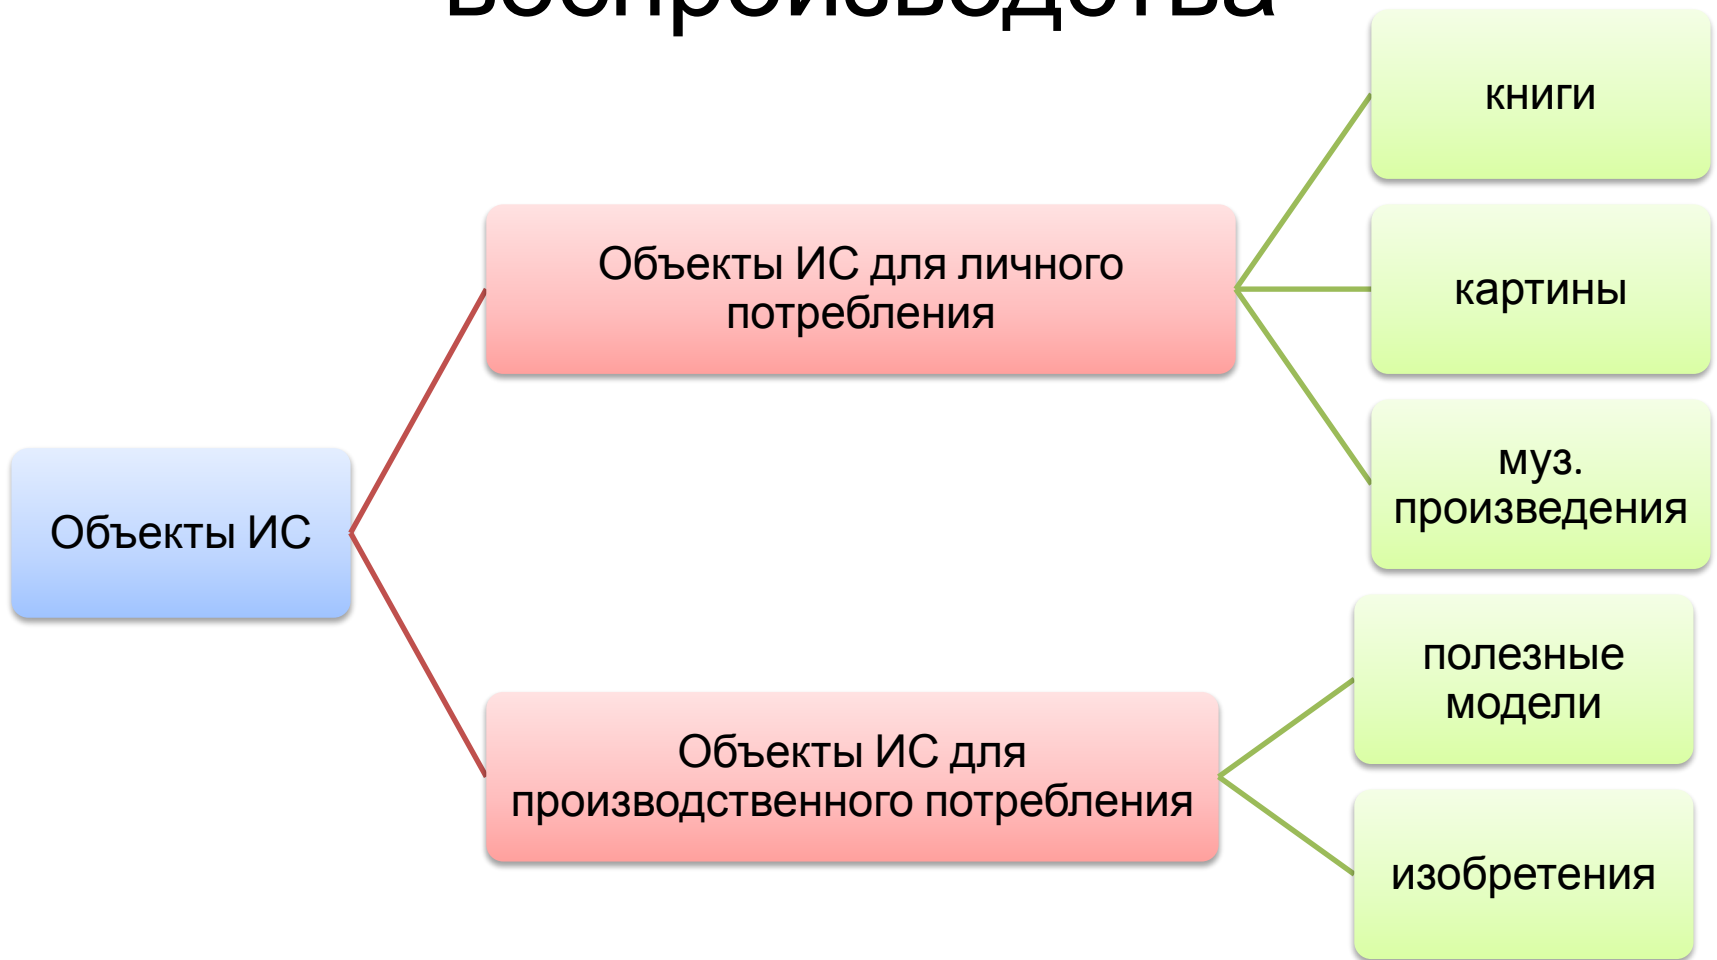 воспроизводства
книги
Объекты ИС для личного
потребления
картины
муз.
произведения
Объекты ИС
полезные
модели
Объекты ИС для
производственного потребления
изобретения